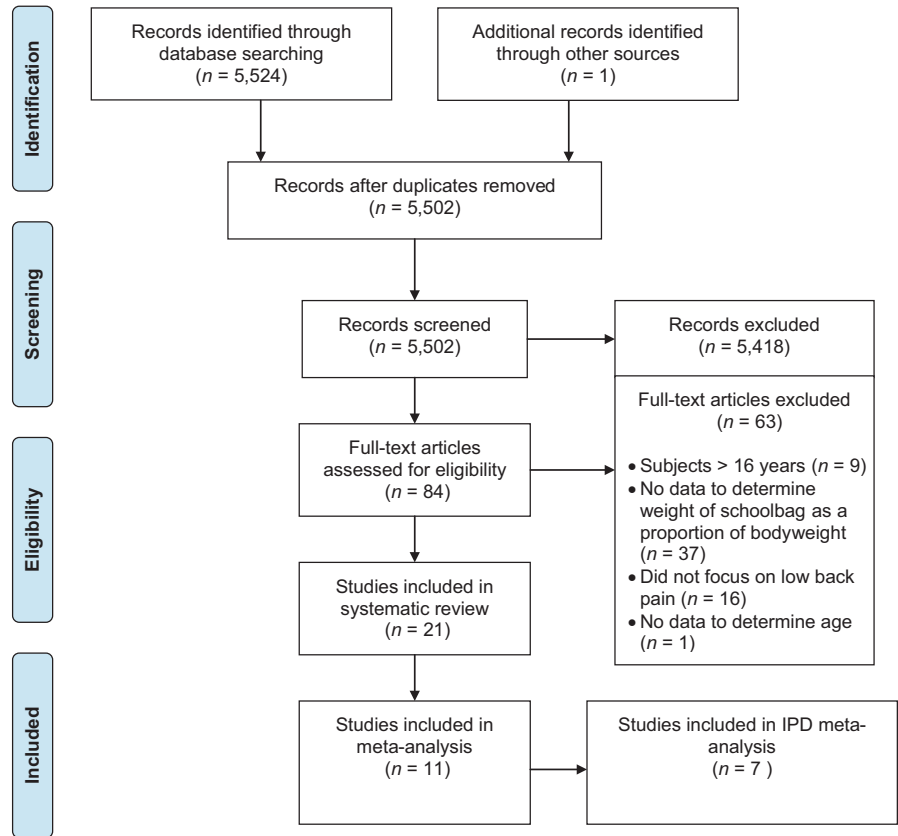 Identification
Records identified through
database searching
(n = 5,524)
Additional records identified
through other sources
(n = 1)
Records after duplicates removed
(n = 5,502)
Screening
Records screened
(n = 5,502)
Records excluded
(n = 5,418)
Eligibility
Full-text articles
assessed for eligibility
(n = 84)
Full-text articles excluded
(n = 63)
• Subjects > 16 years (n = 9)
• No data to determine
weight of schoolbag as a
proportion of bodyweight
(n = 37)
• Did not focus on low back
pain (n = 16)
• No data to determine age
(n = 1)
Studies included in
systematic review
(n = 21)
Included
Studies included in
meta-analysis
(n = 11)
Studies included in IPD meta-
analysis
(n = 7 )